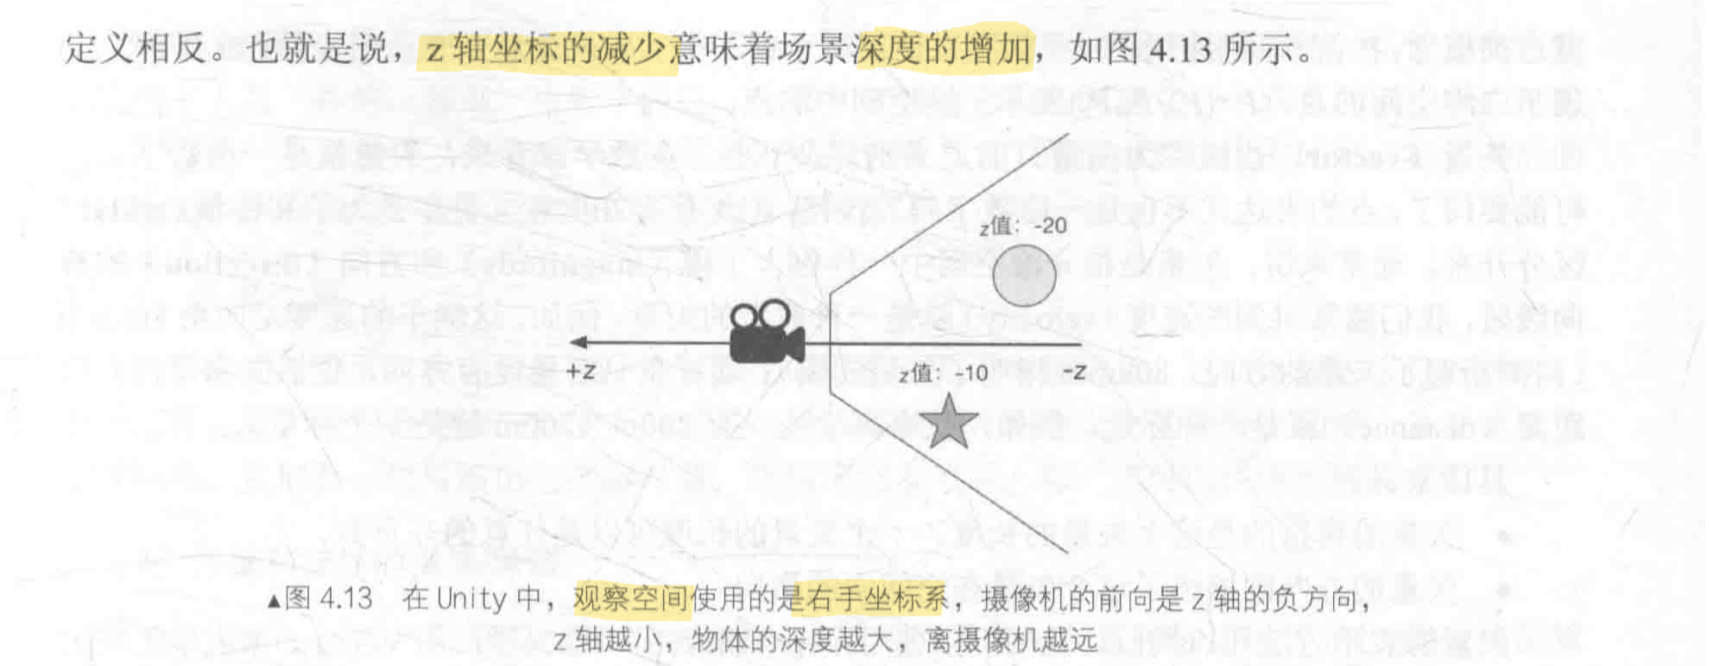 定义相反。也就是说，z 轴坐标的减少意味着场景深度的增加，如图 4.13 所示。
z值：-20
+z
z值：-10
-z
▲图 4.13 在 Unity 中，观察空间使用的是右手坐标系，摄像机的前向是 z 轴的负方向，
z 轴越小，物体的深度越大，离摄像机越远